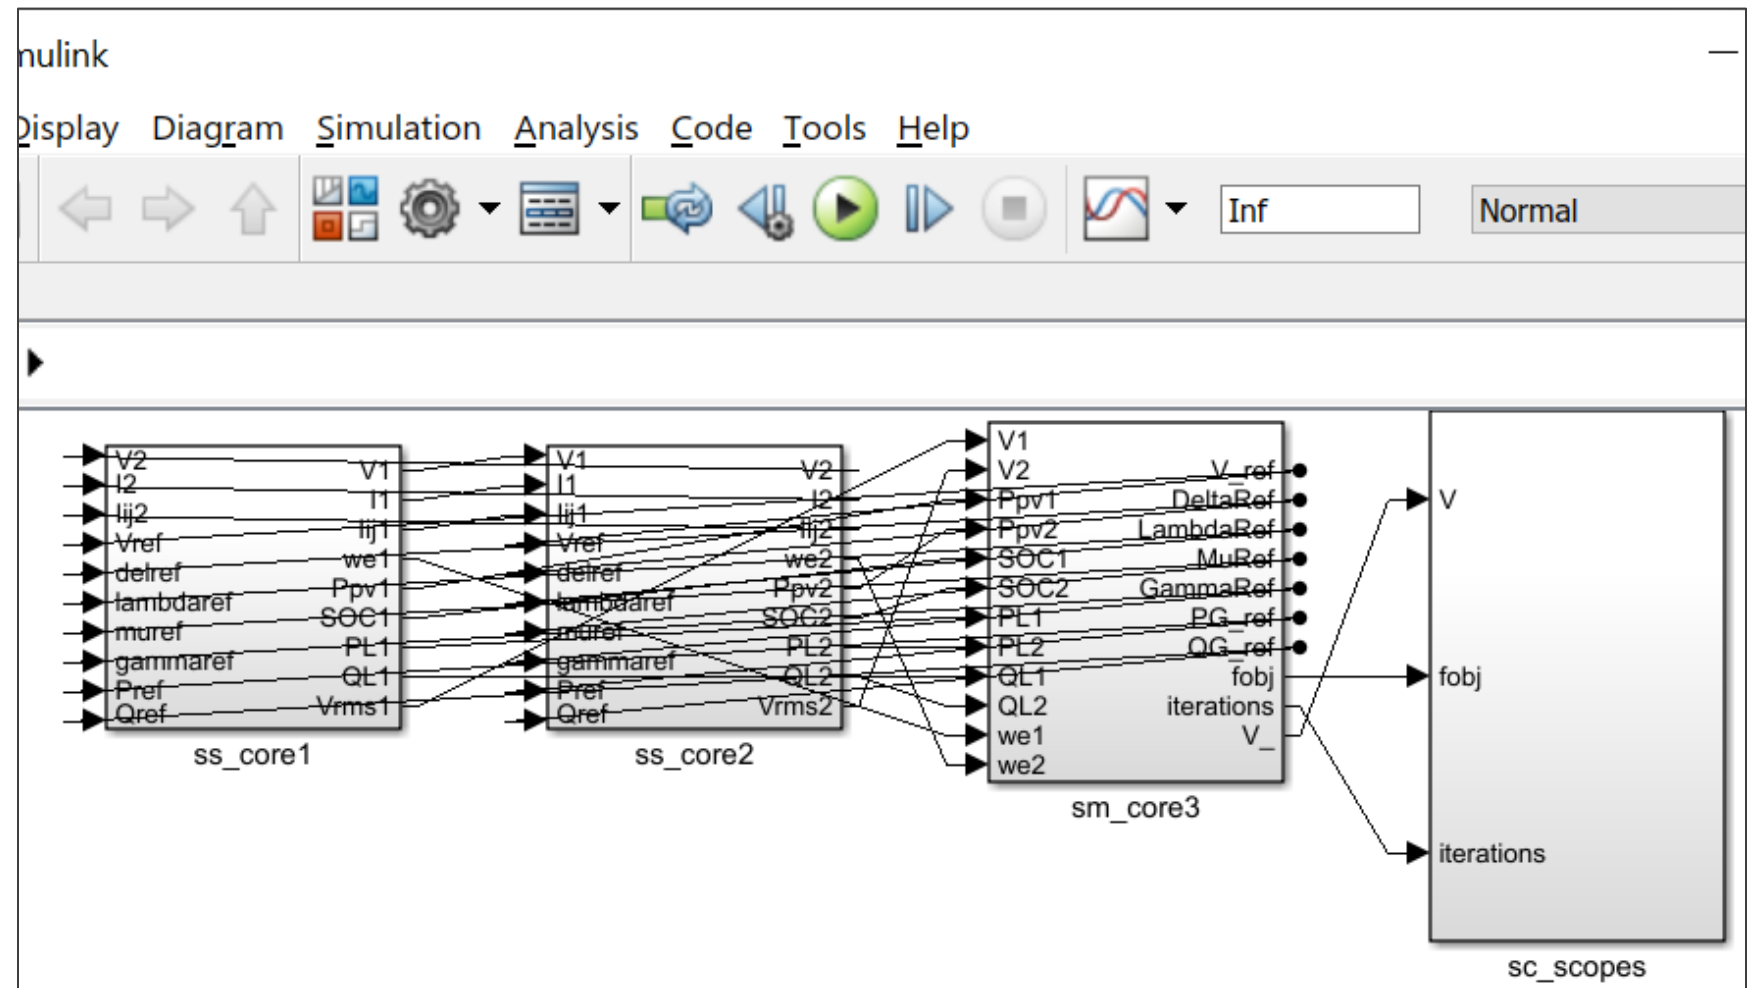 mulink
Display Diagram Simulation Analysis Code Tools Help
Inf
Normal
V2
I2
Iij2
Vref
delref
lambdaref
muref
gammaref
Pref
Qref
V1
I1
Iij1
we1
Ppv1
SOC1
PL1
QL1
Vrms1
ss_core1
V1
I1
Iij1
Vref
delref
lambdaref
muref
gammaref
Pref
Qref
V2
I2
Iij2
we2
Ppv2
SOC2
PL2
QL2
Vrms2
ss_core2
V1
V2
Ppv1
Ppv2
SOC1
SOC2
PL1
PL2
QL1
QL2
we1
we2
V_ref
DeltaRef
LambdaRef
MuRef
GammaRef
PG_ref
QG_ref
fobj
iterations
V_
sm_core3
V
fobj
iterations
sc_scopes